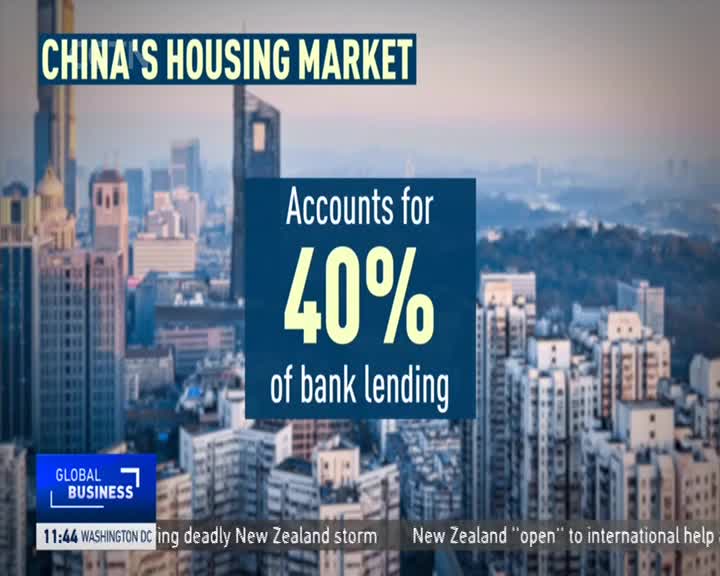 CHINA'S HOUSING MARKET
Accounts for
40%
of bank lending
GLOBAL
BUSINESS
11:44 WASHINGTON DC
ing deadly New Zealand storm New Zealand "open" to international help